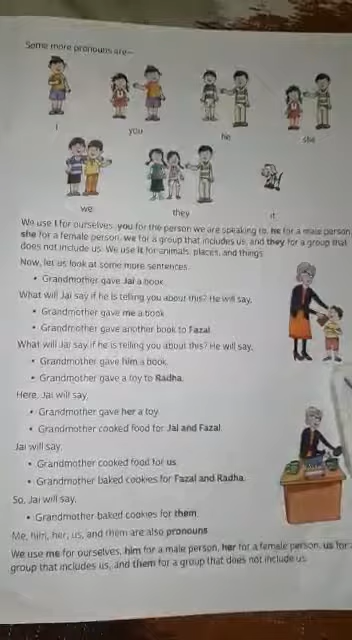 Some more pronouns are—
I
you
he
she
we
they
it
We use I for ourselves, you for the person we are speaking to, he for a male person,
she for a female person, we for a group that includes us, and they for a group that
does not include us. We use it for animals, places, and things.
Now, let us look at some more sentences.
• Grandmother gave Jai a book.
What will Jai say if he is telling you about this? He will say,
• Grandmother gave me a book.
• Grandmother gave another book to Fazal.
What will Jai say if he is telling you about this? He will say,
• Grandmother gave him a book.
• Grandmother gave a toy to Radha.
Here, Jai will say,
• Grandmother gave her a toy.
• Grandmother cooked food for Jai and Fazal.
Jai will say,
• Grandmother cooked food for us.
• Grandmother baked cookies for Fazal and Radha.
So, Jai will say,
• Grandmother baked cookies for them.
Me, him, her, us, and them are also pronouns.
We use me for ourselves, him for a male person, her for a female person, us for a
group that includes us, and them for a group that does not include us.